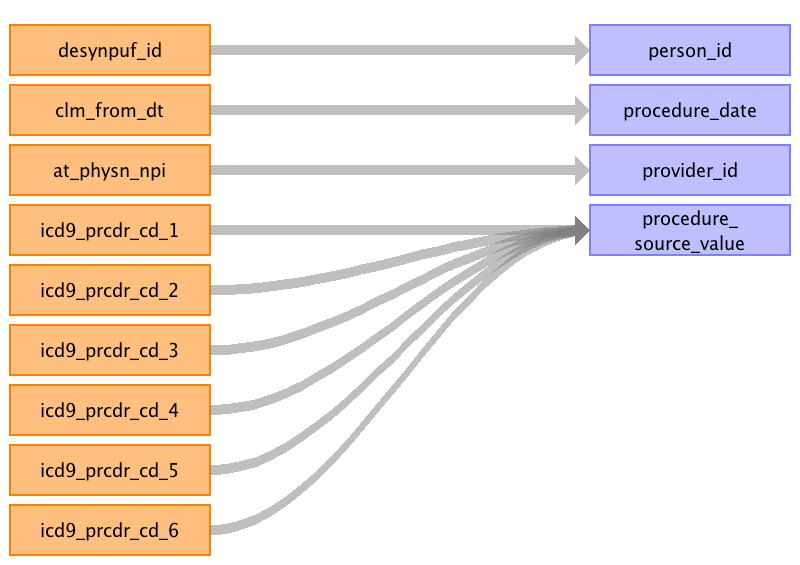 desynpuf_id
person_id
clm_from_dt
procedure_date
at_physn_npi
provider_id
icd9_prcdr_cd_1
procedure_
source_value
icd9_prcdr_cd_2
icd9_prcdr_cd_3
icd9_prcdr_cd_4
icd9_prcdr_cd_5
icd9_prcdr_cd_6